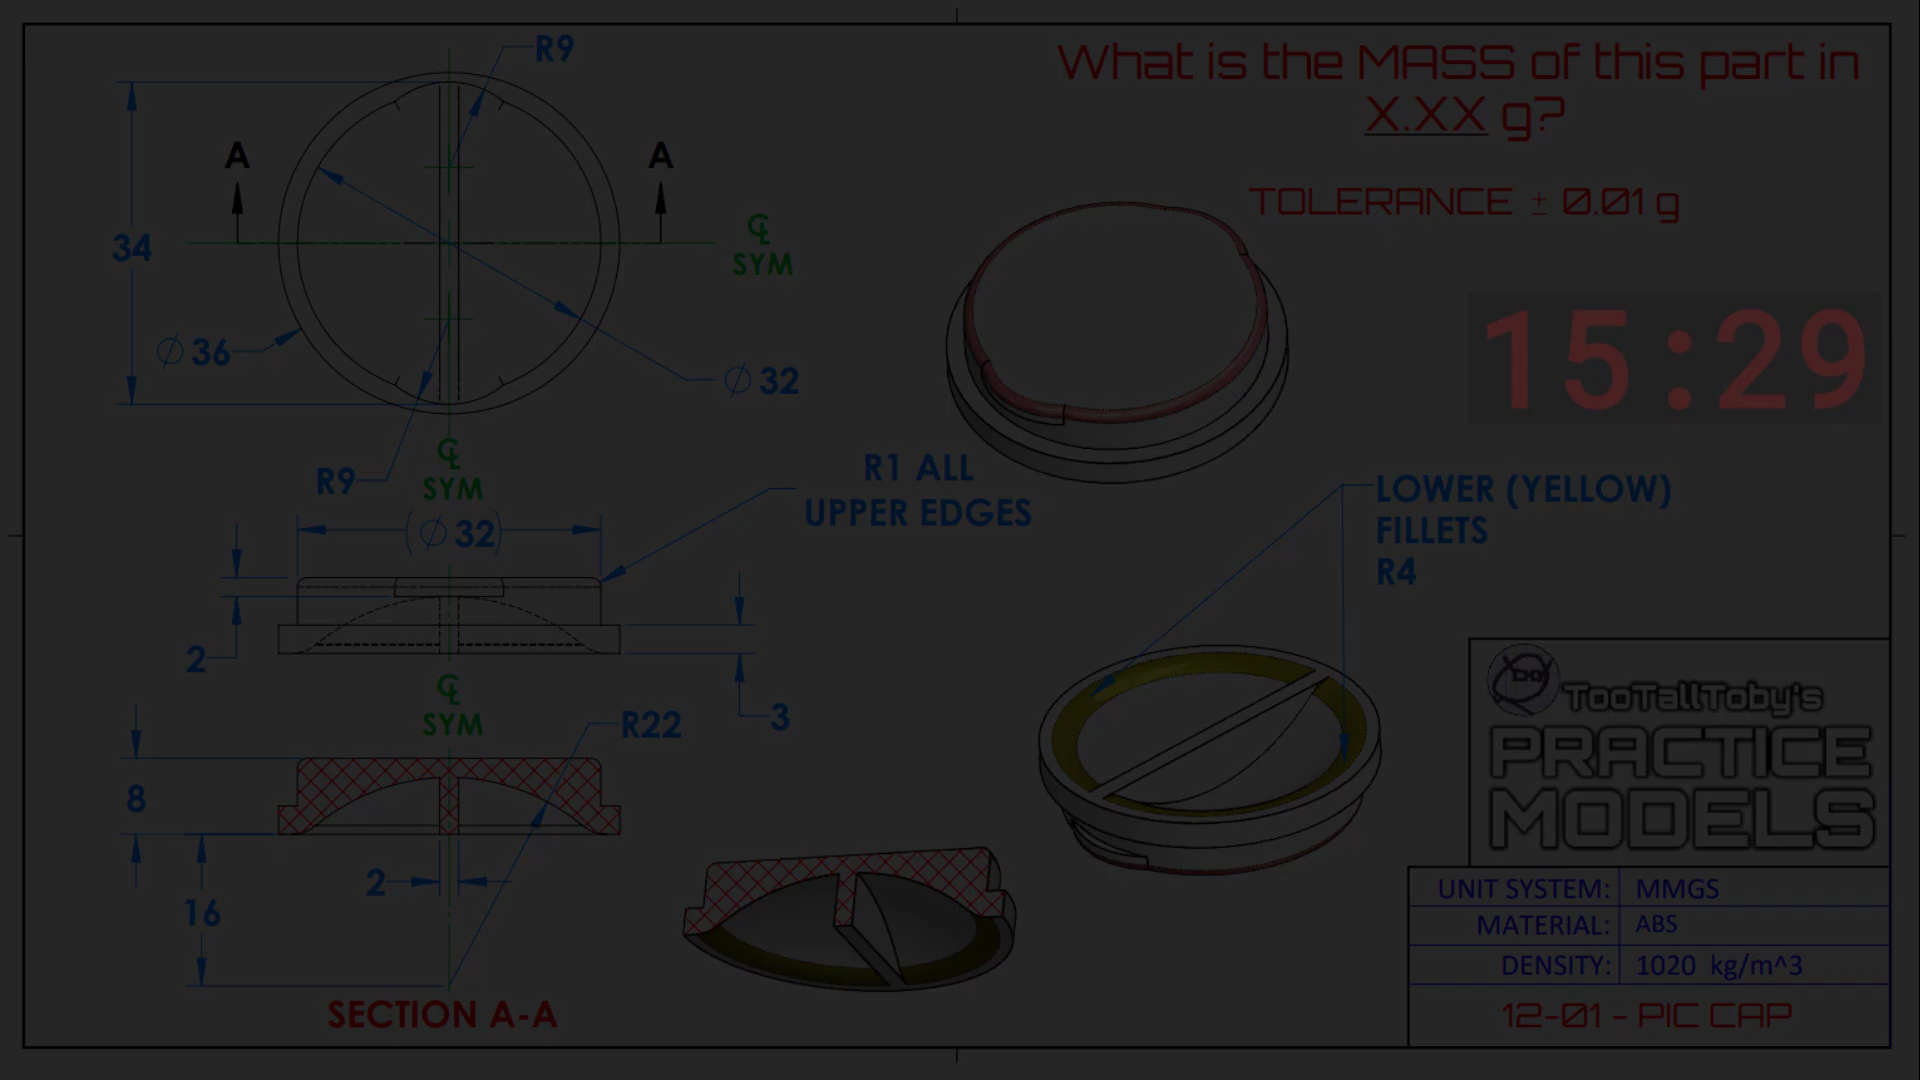 What is the MASS of this part in
X.XX g?
TOLERANCE ± 0.01 g
15:29
R9
34
A
A
℄
SYM
⌀ 36
⌀ 32
℄
SYM
R9
(⌀ 32)
R1 ALL
UPPER EDGES
LOWER (YELLOW)
FILLETS
R4
2
3
℄
SYM
R22
8
2
16
SECTION A-A
TooTallToby's
PRACTICE
MODELS
UNIT SYSTEM: MMGS
MATERIAL: ABS
DENSITY: 1020 kg/m^3
12-01 - PIC CAP